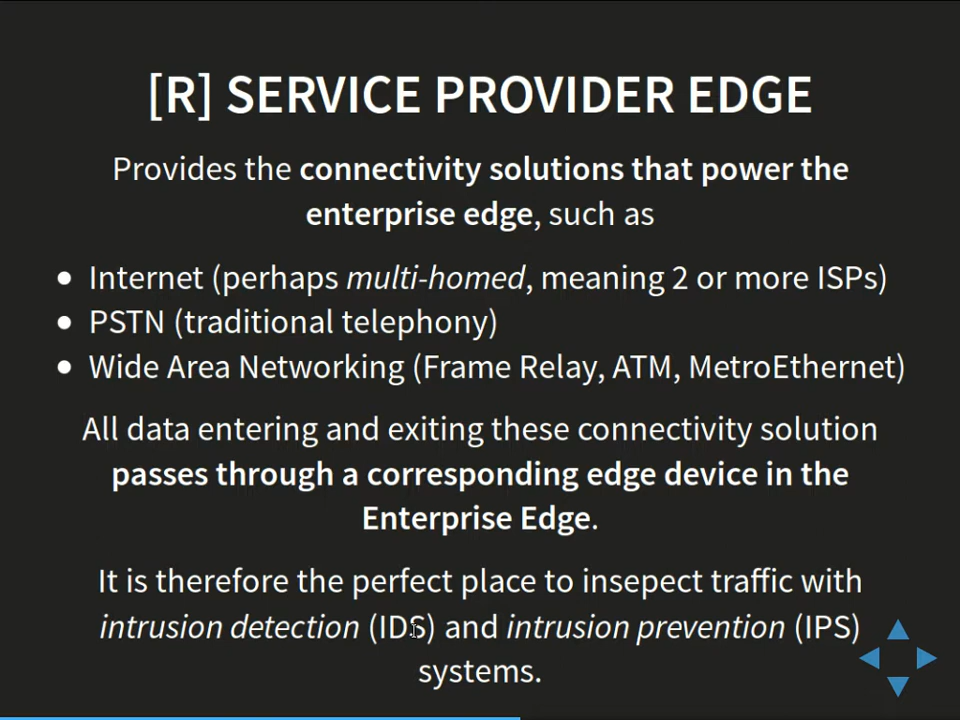 [R] SERVICE PROVIDER EDGE
Provides the connectivity solutions that power the
enterprise edge, such as
• Internet (perhaps multi-homed, meaning 2 or more ISPs)
• PSTN (traditional telephony)
• Wide Area Networking (Frame Relay, ATM, MetroEthernet)
All data entering and exiting these connectivity solution
passes through a corresponding edge device in the
Enterprise Edge.
It is therefore the perfect place to insepect traffic with
intrusion detection (IDS) and intrusion prevention (IPS)
systems.